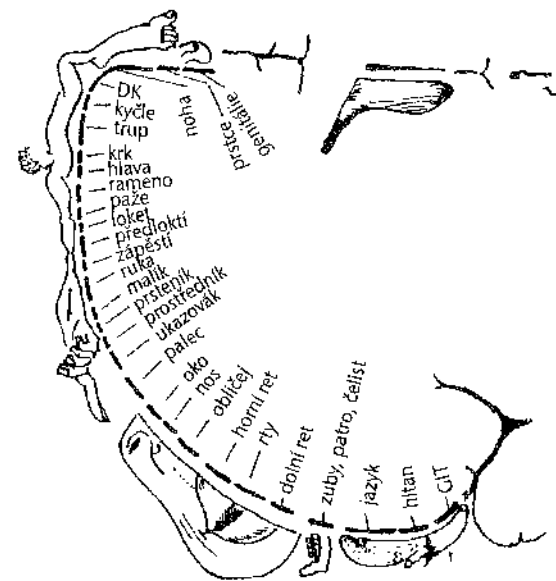 DK
kyčle
trup
krk
hlava
rameno
paže
loket
předloktí
zápěstí
ruka
malík
prsteník
prostředník
ukazovák
palec
oko
nos
obličej
horní ret
rty
dolní ret
zuby, patro, čelist
jazyk
hltan
GIT
noha
prstce
genitálie